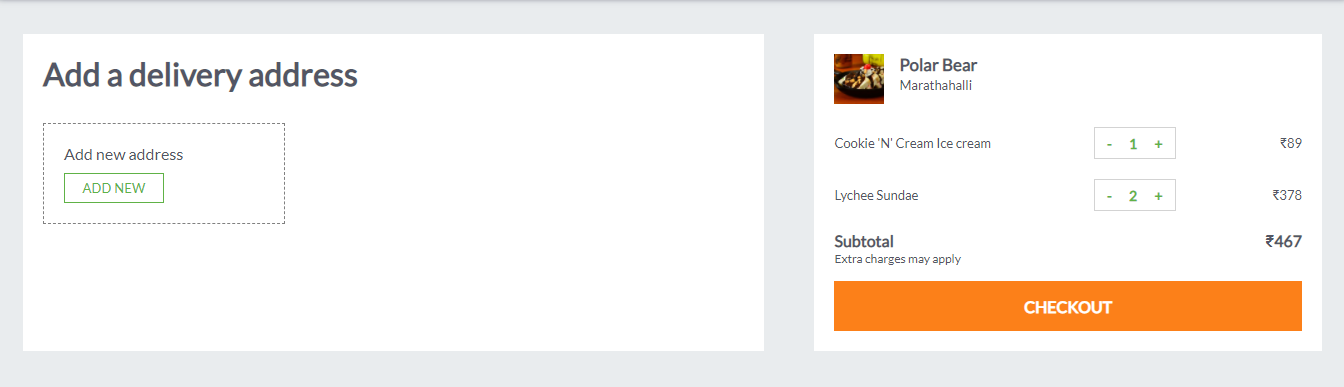 Add a delivery address
Add new address
ADD NEW
Polar Bear
Marathahalli
Cookie 'N' Cream Ice cream - 1 + ₹89
Lychee Sundae - 2 + ₹378
Subtotal ₹467
Extra charges may apply
CHECKOUT